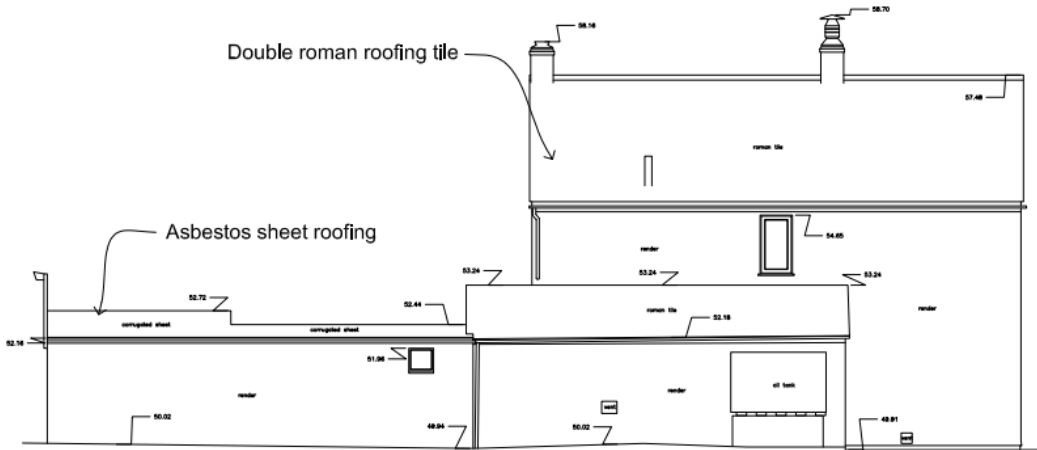 58.16
58.70
Double roman roofing tile
57.48
roman tile
54.65
Asbestos sheet roofing
render
53.24
53.24
53.24
52.72
52.44
roman tile
render
corrugated sheet
corrugated sheet
52.18
52.16
51.96
oil tank
render
render
vent
50.02
49.94
50.02
49.91
vent